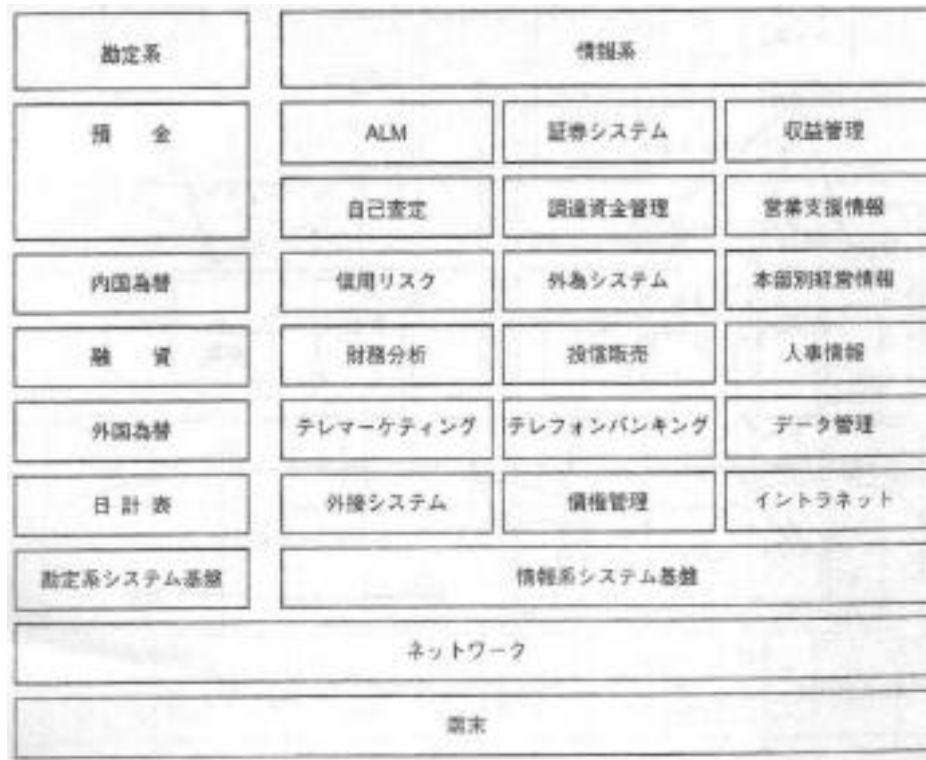 勘定系
情報系
預 金
ALM
証券システム
収益管理
自己査定
調達資金管理
営業支援情報
内国為替
信用リスク
外為システム
本部別経営情報
融 資
財務分析
投信販売
人事情報
外国為替
テレマーケティング
テレフォンバンキング
データ管理
日 計 表
外接システム
債権管理
イントラネット
勘定系システム基盤
情報系システム基盤
ネットワーク
端末